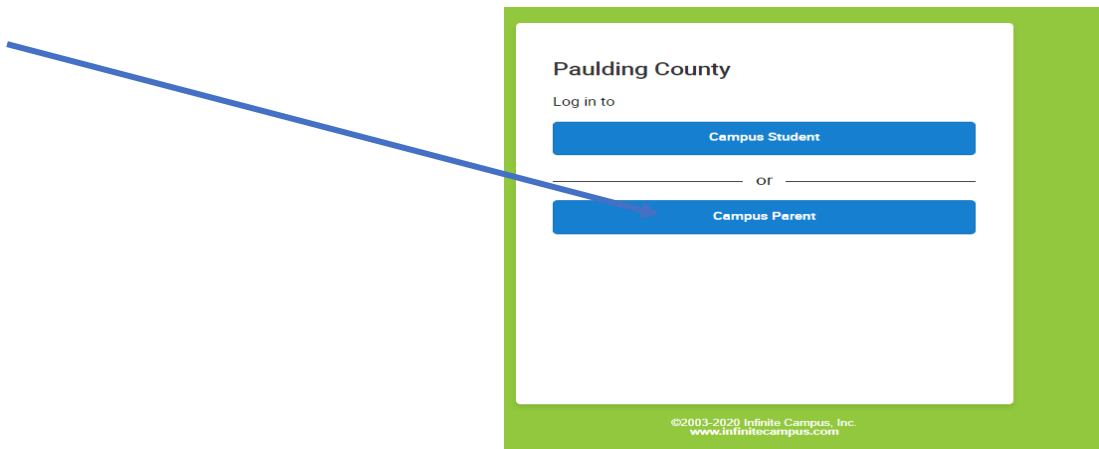 Paulding County
Log in to
Campus Student
or
Campus Parent
©2003-2020 Infinite Campus, Inc.
www.infinitecampus.com